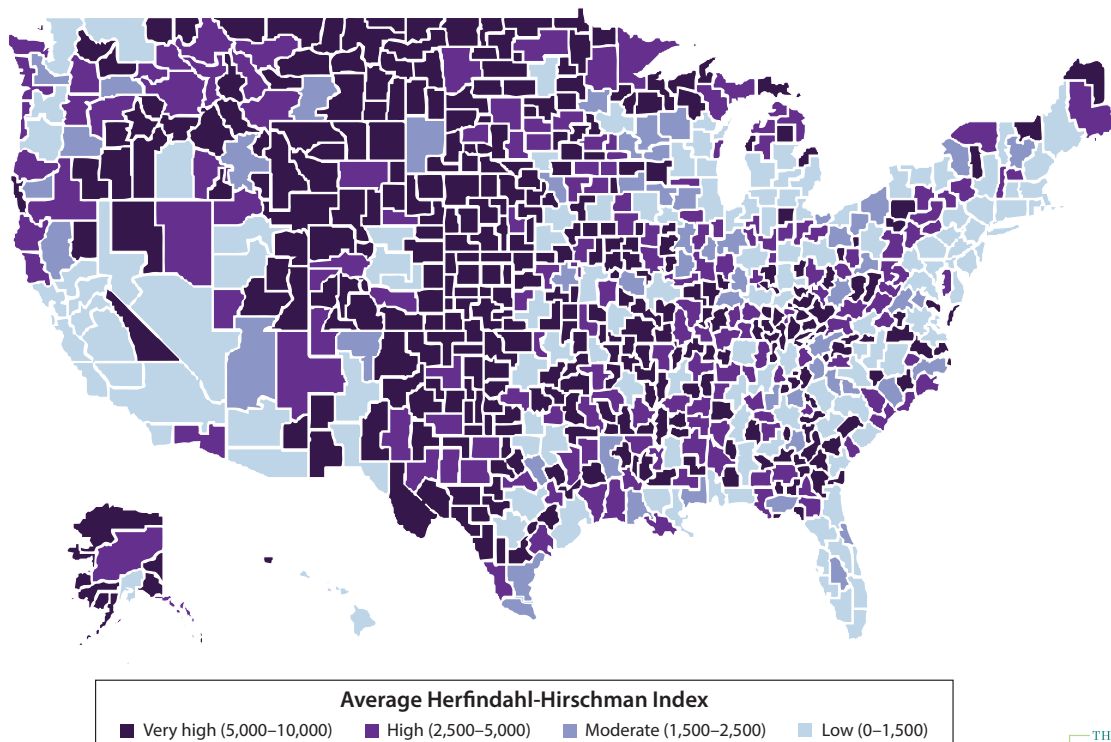 Average Herfindahl-Hirschman Index
Very high (5,000–10,000) High (2,500–5,000) Moderate (1,500–2,500) Low (0–1,500)
TH